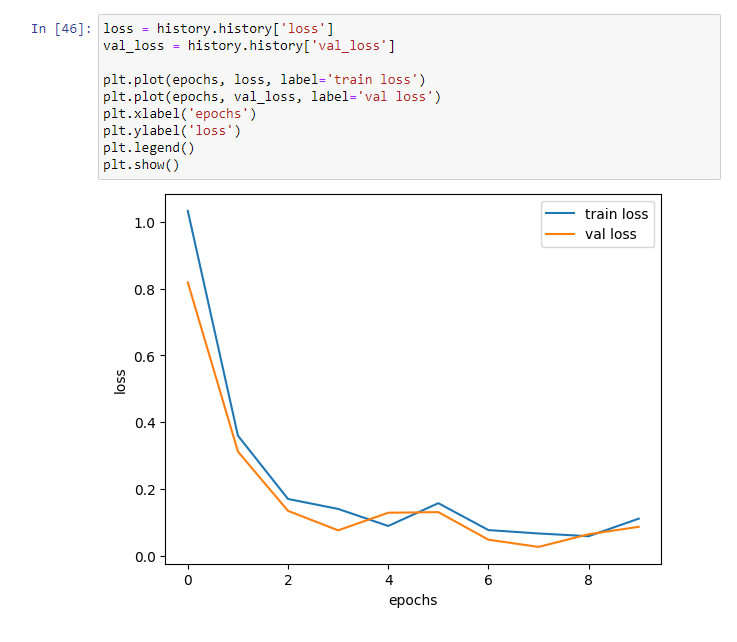 In [46]:
loss = history.history['loss']
val_loss = history.history['val_loss']
plt.plot(epochs, loss, label='train loss')
plt.plot(epochs, val_loss, label='val loss')
plt.xlabel('epochs')
plt.ylabel('loss')
plt.legend()
plt.show()
train loss
val loss
1.0
0.8
0.6
0.4
0.2
0.0
loss
0 2 4 6 8
epochs